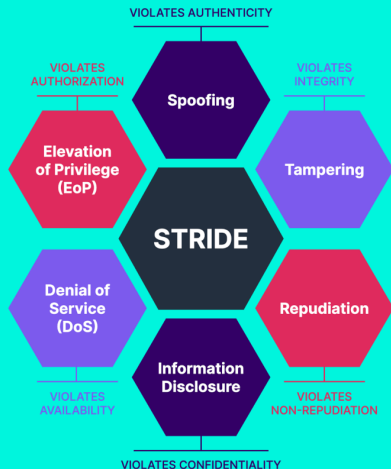 VIOLATES AUTHENTICITY
Spoofing
VIOLATES
AUTHORIZATION
Elevation
of Privilege
(EoP)
VIOLATES
INTEGRITY
Tampering
STRIDE
Denial of
Service
(DoS)
VIOLATES
AVAILABILITY
Repudiation
VIOLATES
NON-REPUDIATION
Information
Disclosure
VIOLATES CONFIDENTIALITY